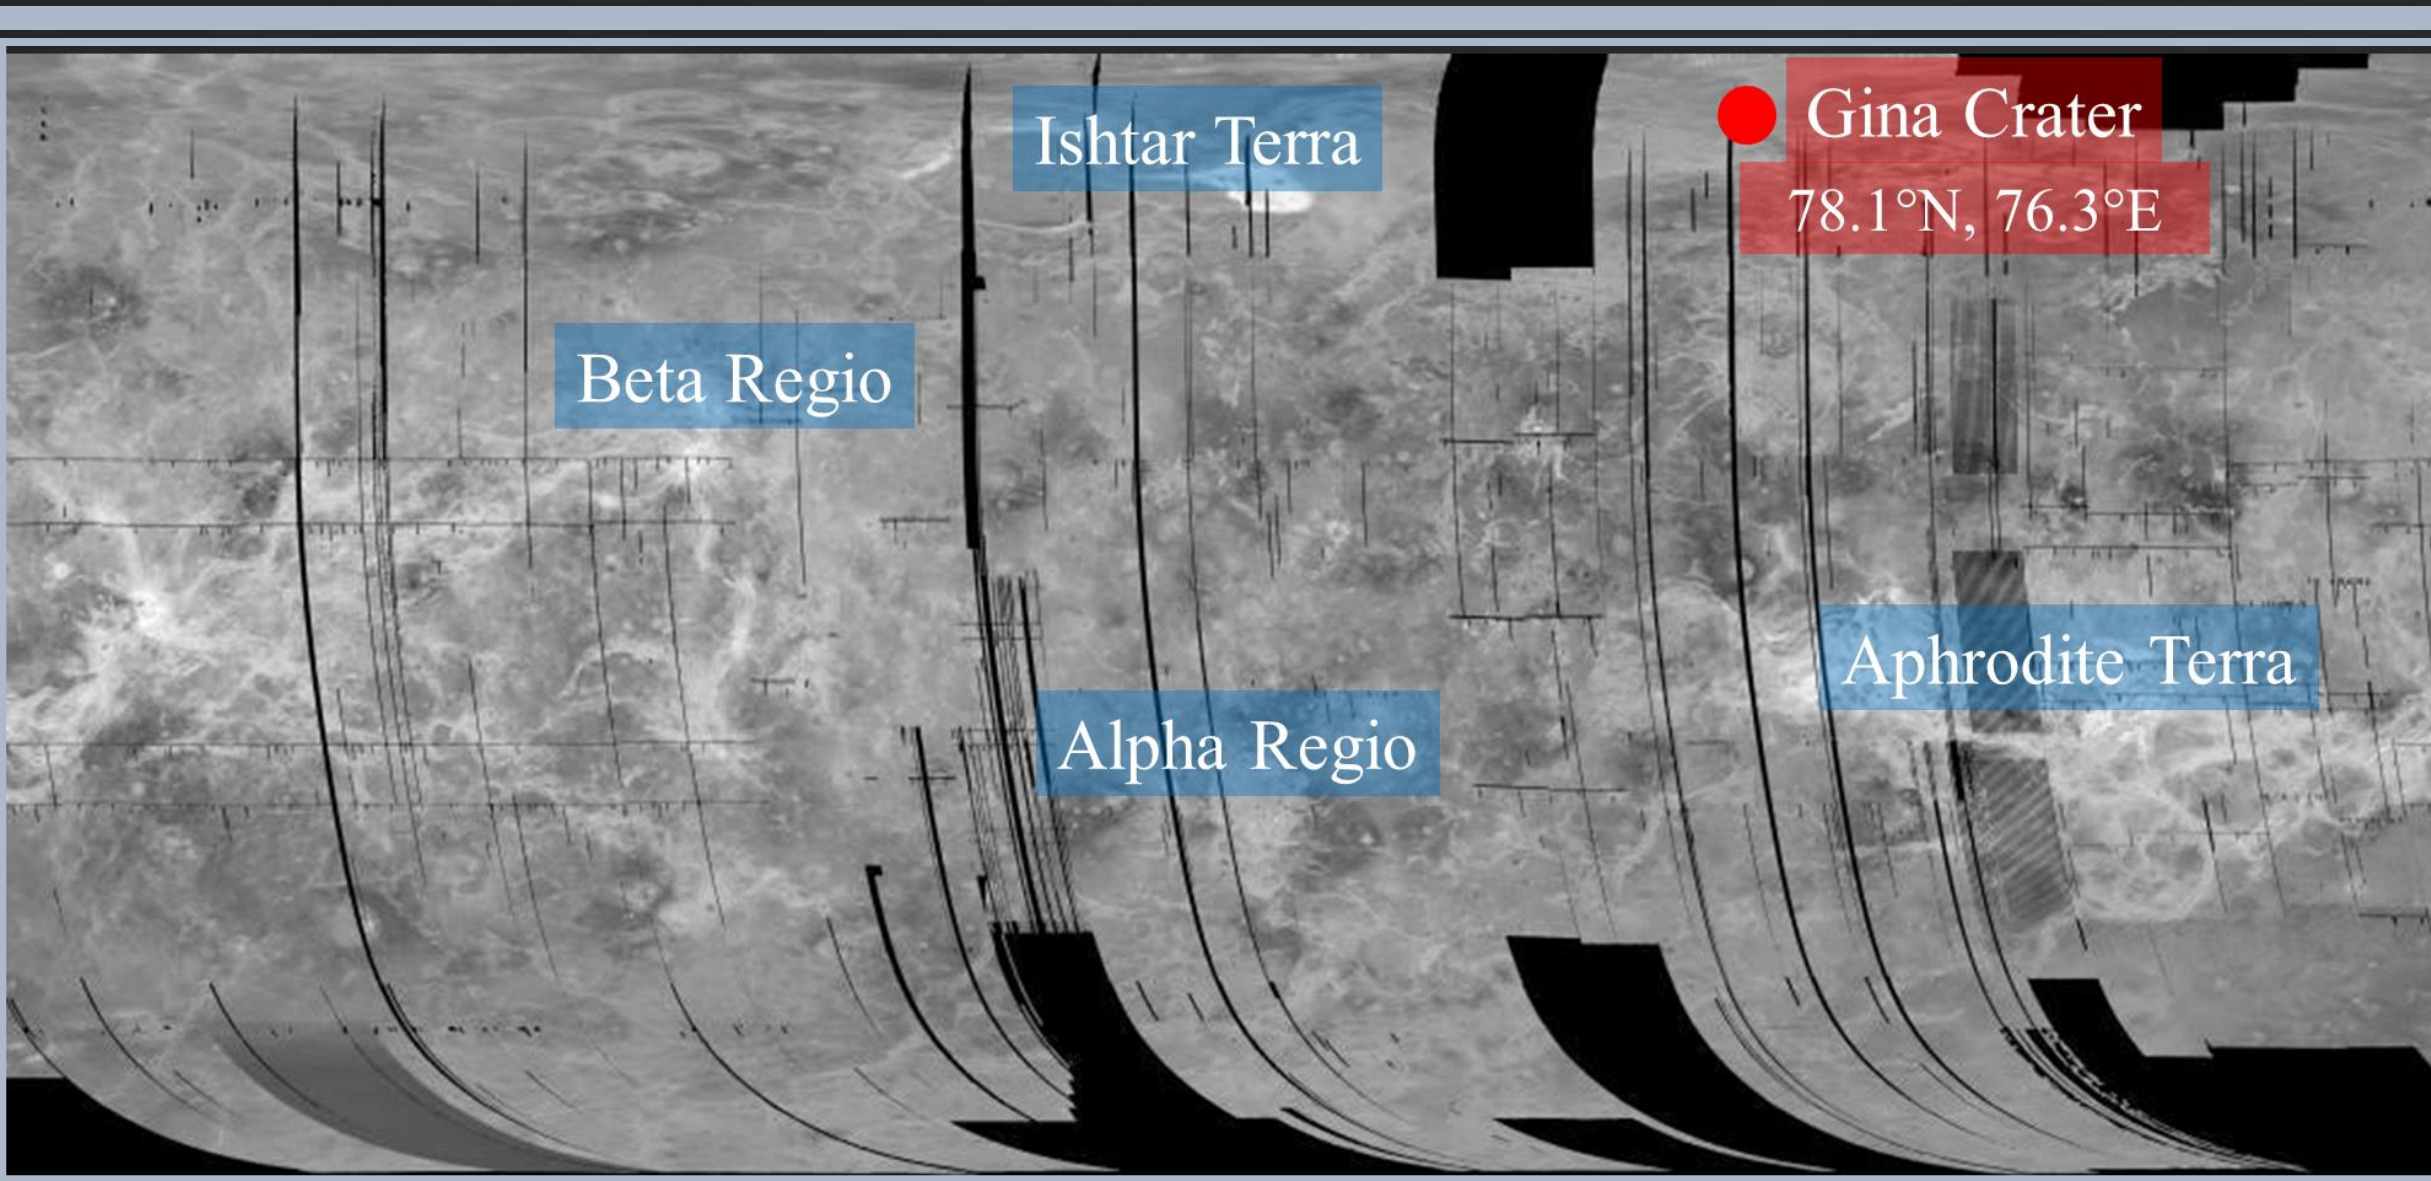 Ishtar Terra
Gina Crater
78.1°N, 76.3°E
Beta Regio
Aphrodite Terra
Alpha Regio